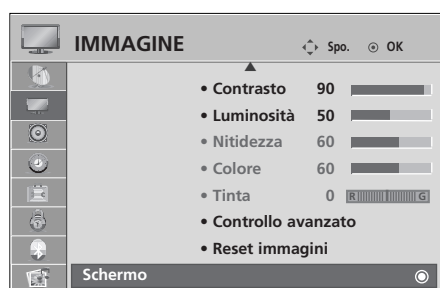 IMMAGINE Spo. OK
• Contrasto 90
• Luminosità 50
• Nitidezza 60
• Colore 60
• Tinta 0 R G
• Controllo avanzato
• Reset immagini
Schermo